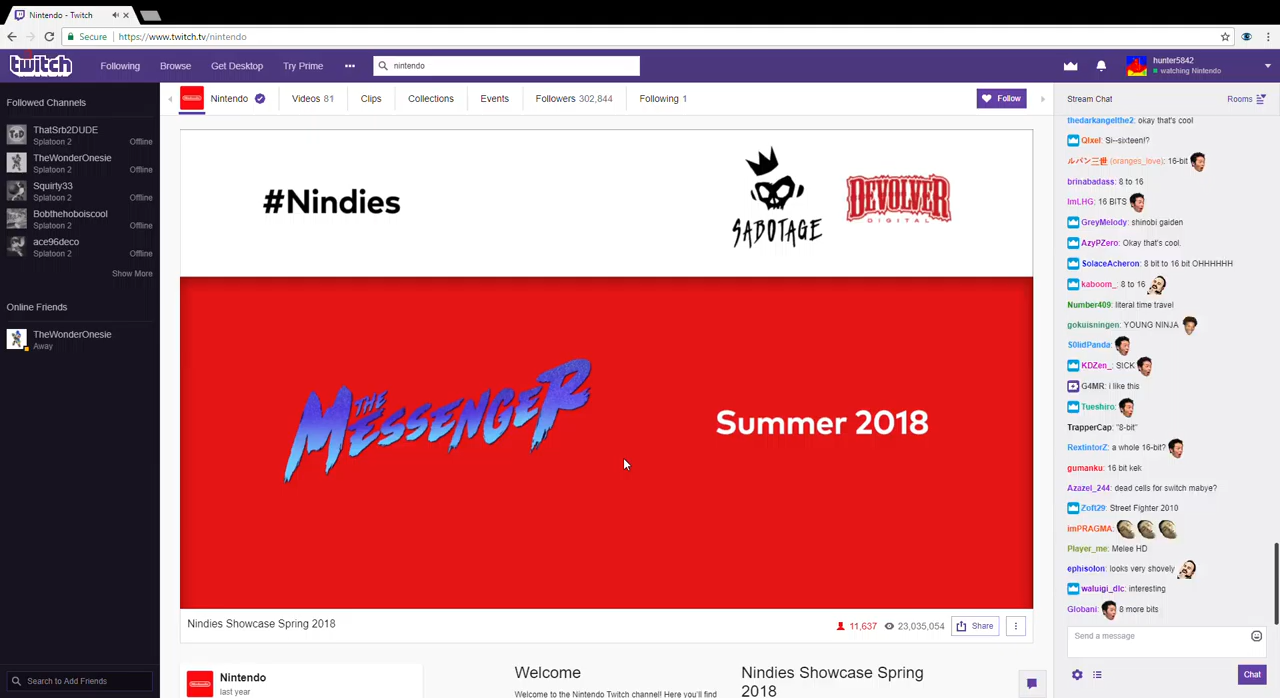 Nintendo - Twitch
Secure https://www.twitch.tv/nintendo
twitch Following Browse Get Desktop Try Prime nintendo hunter5842
watching Nintendo
Followed Channels
ThatSrb2DUDE
Splatoon 2 Offline
TheWonderOnesie
Splatoon 2 Offline
Squirty33
Splatoon 2 Offline
Bobthehoboiscool
Splatoon 2 Offline
ace96deco
Splatoon 2 Offline
Show More
Online Friends
TheWonderOnesie
Away
Search to Add Friends
Nintendo Videos 81 Clips Collections Events Followers 302,844 Following 1 Follow
#Nindies
SABOTAGE
DEVOLVER
DIGITAL
THE
MESSENGER
Summer 2018
Nindies Showcase Spring 2018
11,637 23,035,054 Share
Nintendo
last year
Welcome
Welcome to the Nintendo Twitch channel! Here you'll find
Nindies Showcase Spring
2018
Stream Chat Rooms
thedarkangelthe2: okay that's cool
Qixel: Si--sixteen!?
ルパン三世 (oranges_love): 16-bit
brinabadass: 8 to 16
ImLHG: 16 BITS
GreyMelody: shinobi gaiden
AzyPZero: Okay that's cool.
SolaceAcheron: 8 bit to 16 bit OHHHHHH
kaboom_: 8 to 16
Number409: literal time travel
gokuisningen: YOUNG NINJA
S0lidPanda:
KDZen_: SICK
G4MR: i like this
Tueshiro:
TrapperCap: "8-bit"
RextintorZ: a whole 16-bit?
gumanku: 16 bit kek
Azazel_244: dead cells for switch mabye?
Zoft29: Street Fighter 2010
imPRAGMA:
Player_me: Melee HD
ephisolon: looks very shovely
waluigi_dlc: interesting
Globani: 8 more bits
Send a message
Chat